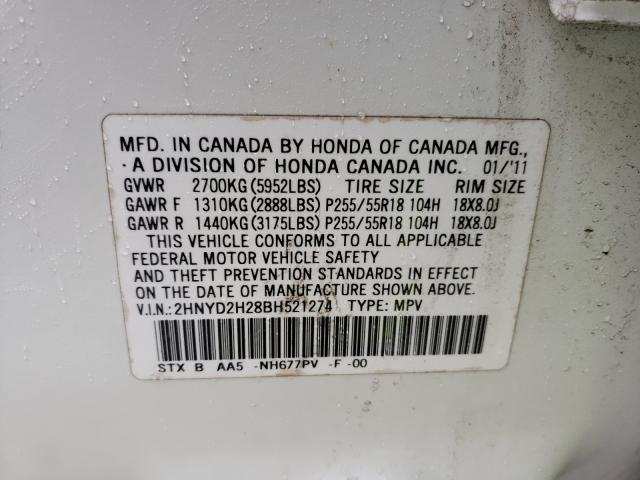 MFD. IN CANADA BY HONDA OF CANADA MFG.,
· A DIVISION OF HONDA CANADA INC. 01/'11
GVWR 2700KG(5952LBS) TIRE SIZE RIM SIZE
GAWR F 1310KG(2888LBS) P255/55R18 104H 18X8.0J
GAWR R 1440KG(3175LBS) P255/55R18 104H 18X8.0J
THIS VEHICLE CONFORMS TO ALL APPLICABLE
FEDERAL MOTOR VEHICLE SAFETY
AND THEFT PREVENTION STANDARDS IN EFFECT
ON THE DATE OF MANUFACTURE SHOWN ABOVE.
V.I.N.: 2HNYD2H28BH521274 TYPE: MPV
STX B AA5 -NH677PV -F -00